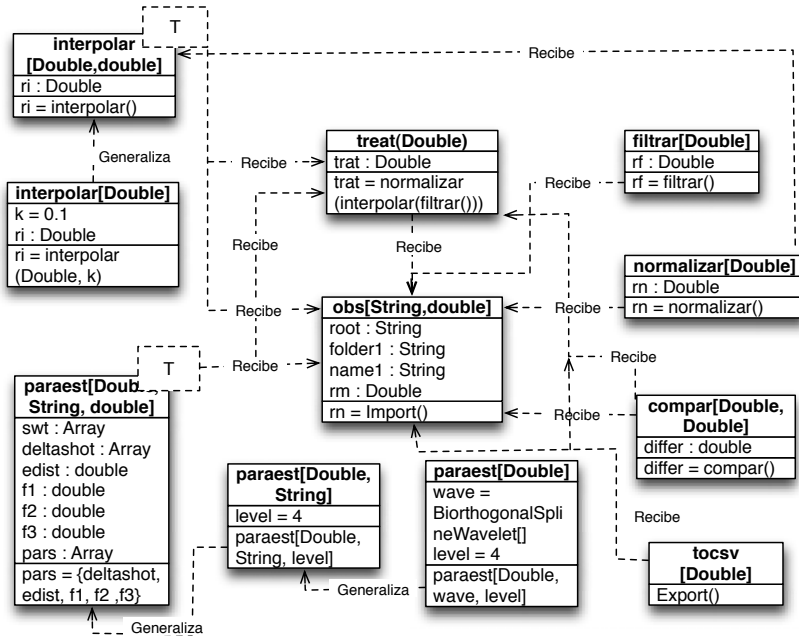 T
interpolar
[Double,double]
ri : Double
ri = interpolar()
Generaliza
interpolar[Double]
k = 0.1
ri : Double
ri = interpolar
(Double, k)
Recibe
Recibe
treat(Double)
trat : Double
trat = normalizar
(interpolar(filtrar()))
filtrar[Double]
rf : Double
rf = filtrar()
Recibe
Recibe
Recibe
normalizar[Double]
rn : Double
rn = normalizar()
Recibe
Recibe
obs[String,double]
root : String
folder1 : String
name1 : String
rm : Double
rn = Import()
T
Recibe
Recibe
Recibe
paraest[Doub
String, double]
swt : Array
deltashot : Array
edist : double
f1 : double
f2 : double
f3 : double
pars : Array
pars = {deltashot,
edist, f1, f2 ,f3}
Generaliza
paraest[Double,
String]
level = 4
paraest[Double,
String, level]
Generaliza
paraest[Double]
wave =
BiorthogonalSpli
neWavelet[]
level = 4
paraest[Double,
wave, level]
compar[Double,
Double]
differ : double
differ = compar()
Recibe
tocsv
[Double]
Export()